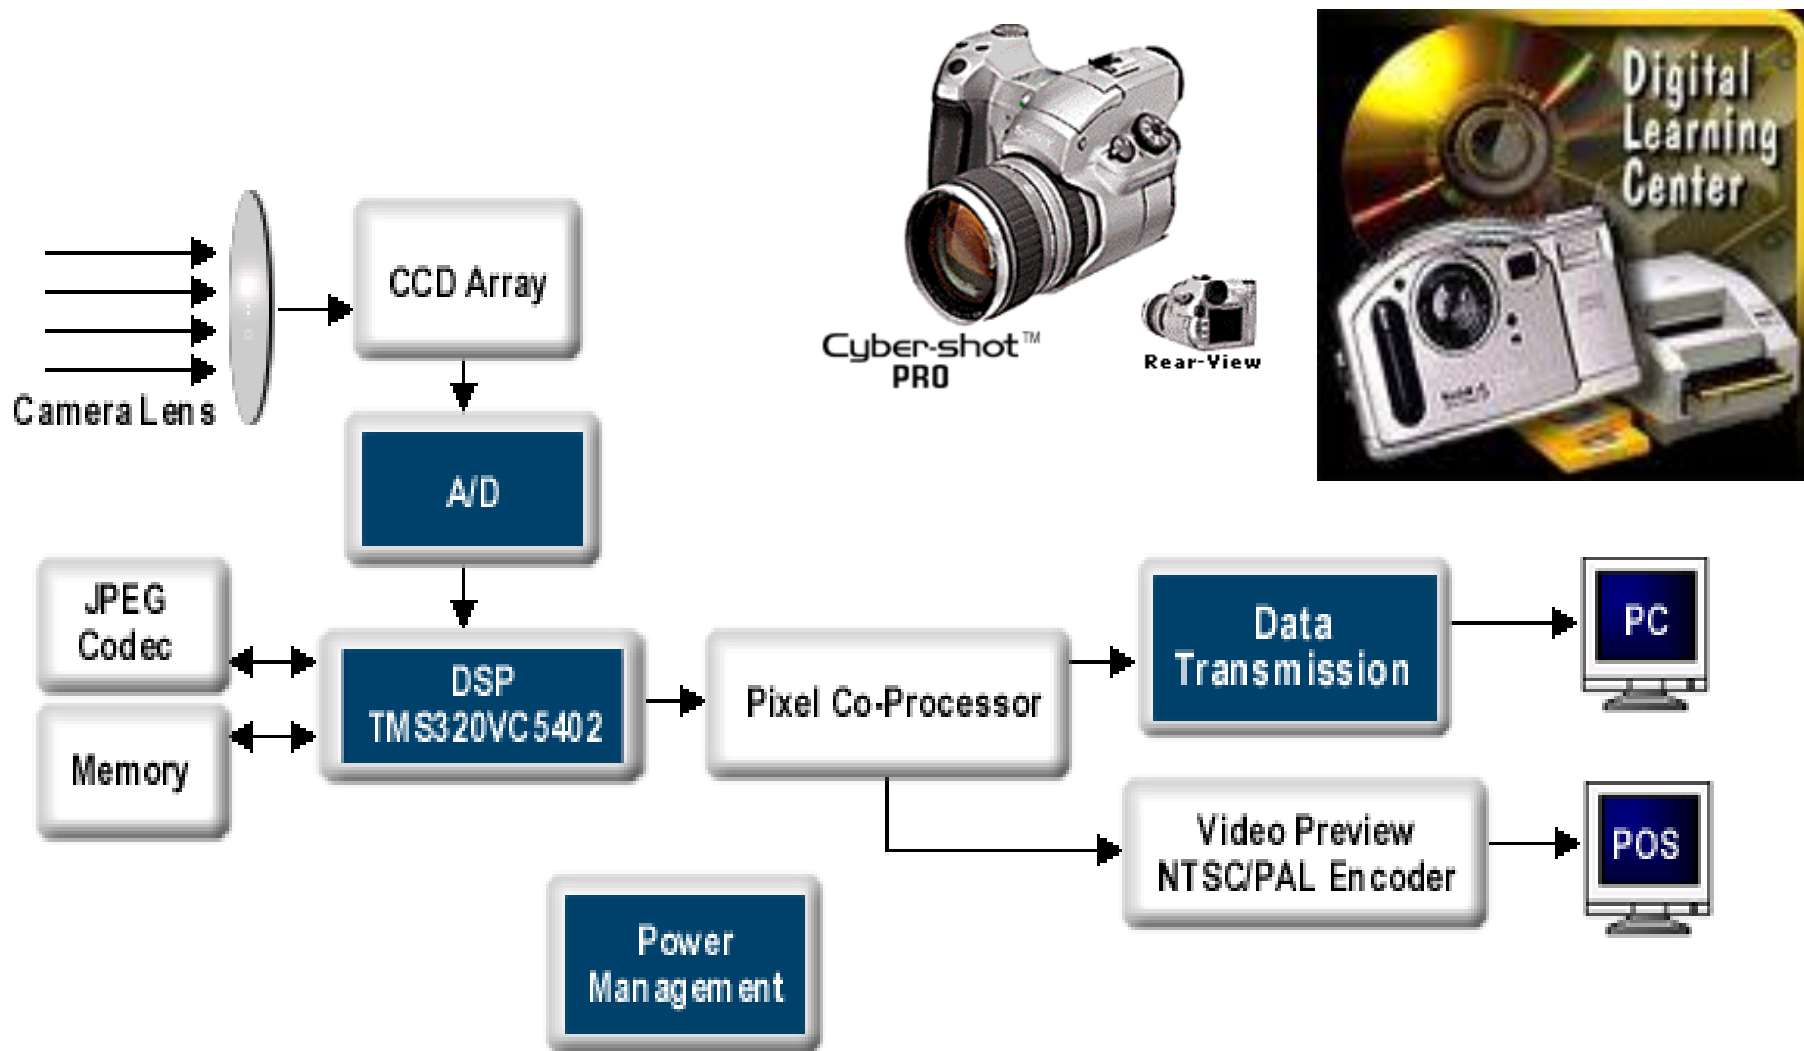 Digital
Learning
Center
CCD Array
Cyber-shot™
PRO
Rear-View
Camera Lens
A/D
JPEG
Codec
DSP
TMS320VC5402
Memory
Pixel Co-Processor
Data
Transmission
PC
Video Preview
NTSC/PAL Encoder
POS
Power
Management